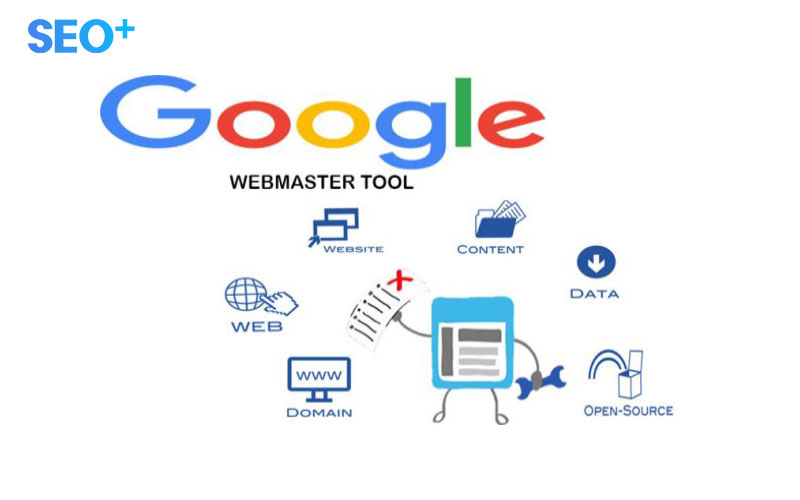 SEO+
Google
WEBMASTER TOOL
WEBSITE
CONTENT
DATA
WEB
WWW
DOMAIN
OPEN-SOURCE